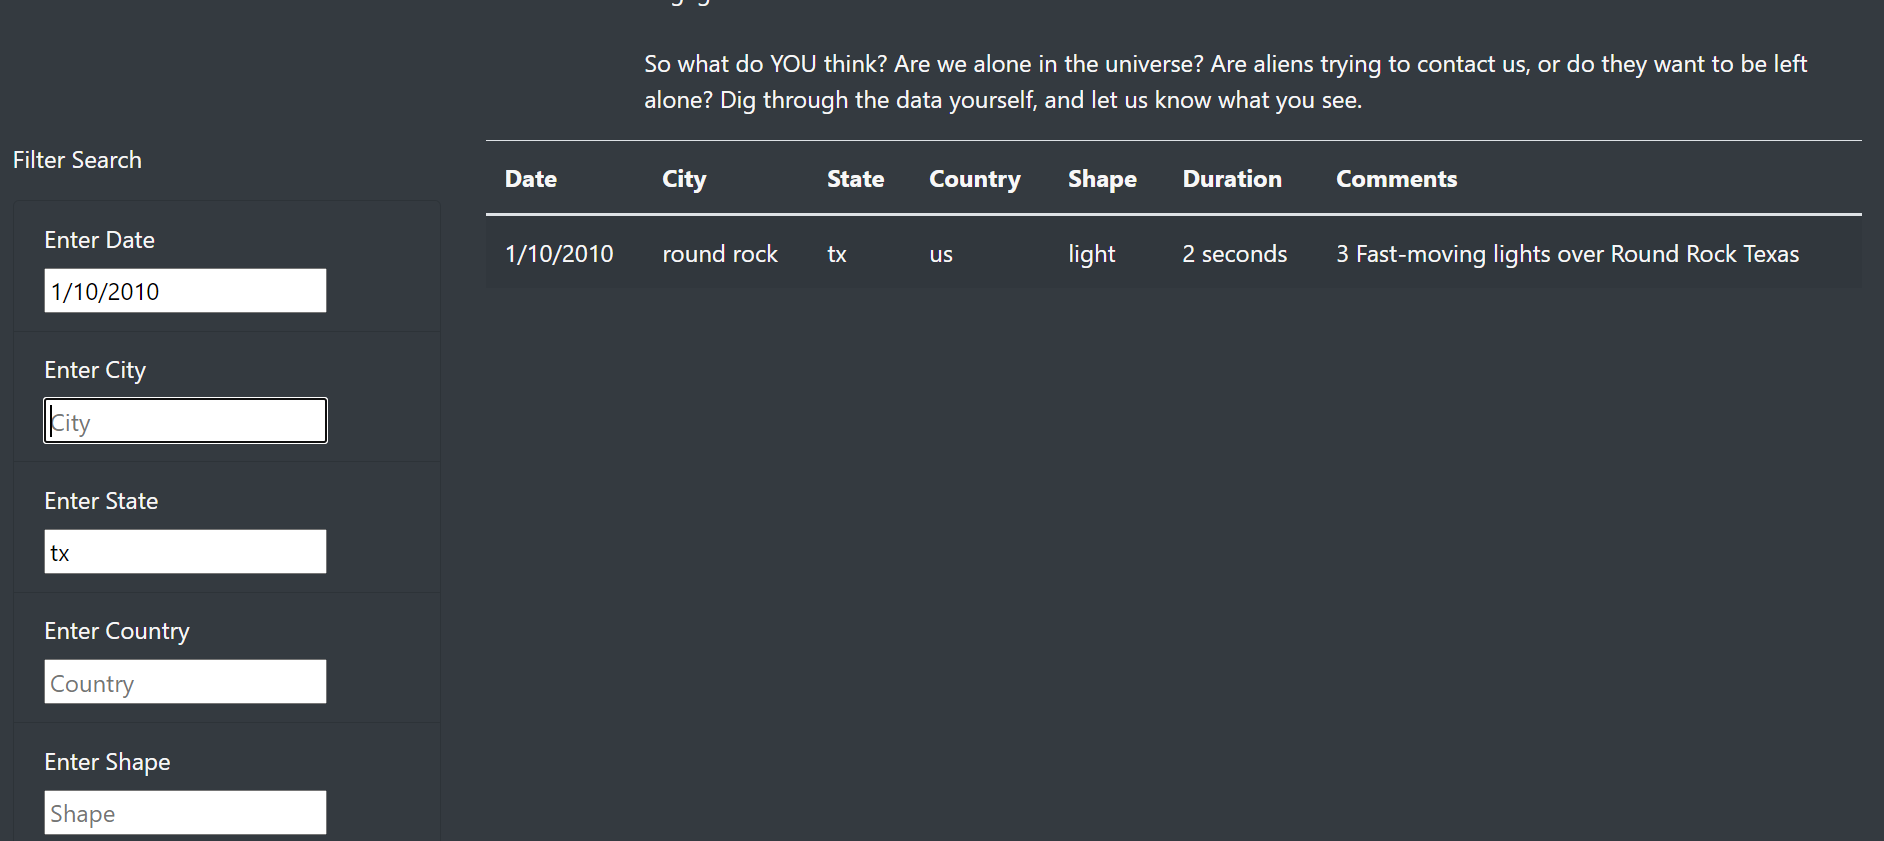 So what do YOU think? Are we alone in the universe? Are aliens trying to contact us, or do they want to be left
alone? Dig through the data yourself, and let us know what you see.
Filter Search
Enter Date
1/10/2010
Enter City
City
Enter State
tx
Enter Country
Country
Enter Shape
Shape
Date City State Country Shape Duration Comments
1/10/2010 round rock tx us light 2 seconds 3 Fast-moving lights over Round Rock Texas